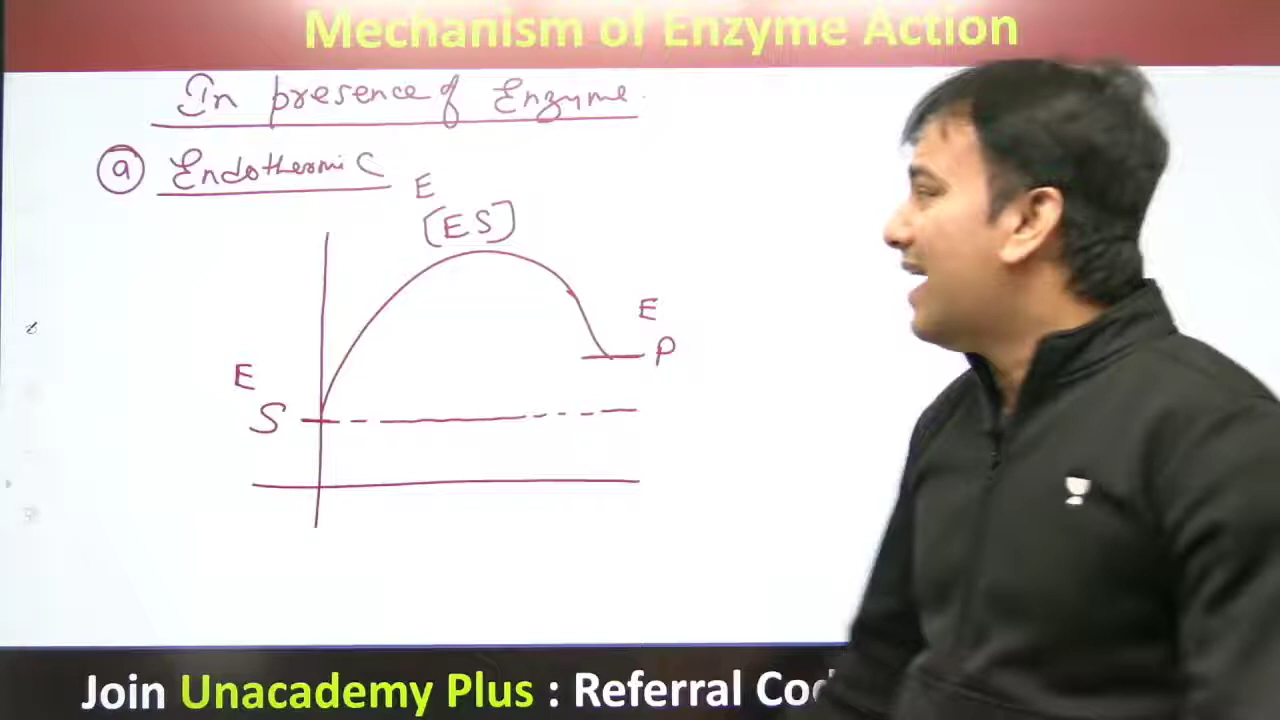 Mechanism of Enzyme Action
In presence of Enzyme.
(a) Endothermic
E
[ES]
E
P
E
S
Join Unacademy Plus : Referral Cod